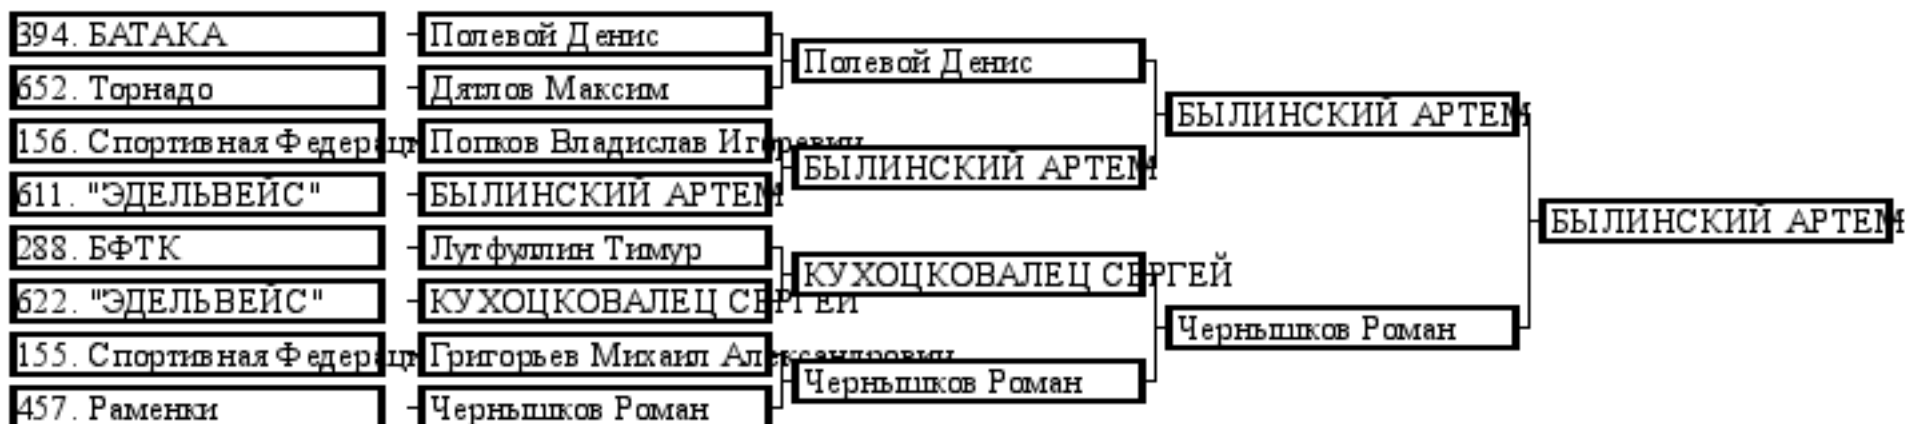 394. БАТАКА
Полевой Денис
Полевой Денис
652. Торнадо
Дятлов Максим
БЫЛИНСКИЙ АРТЕМ
156. Спортивная Федерац
Попков Владислав Игоревич
БЫЛИНСКИЙ АРТЕМ
611. "ЭДЕЛЬВЕЙС"
БЫЛИНСКИЙ АРТЕМ
БЫЛИНСКИЙ АРТЕМ
288. БФТК
Лутфуллин Тимур
КУХОЦКОВАЛЕЦ СЕРГЕЙ
622. "ЭДЕЛЬВЕЙС"
КУХОЦКОВАЛЕЦ СЕРГЕЙ
Чернышков Роман
155. Спортивная Федерац
Григорьев Михаил Александрович
Чернышков Роман
457. Раменки
Чернышков Роман